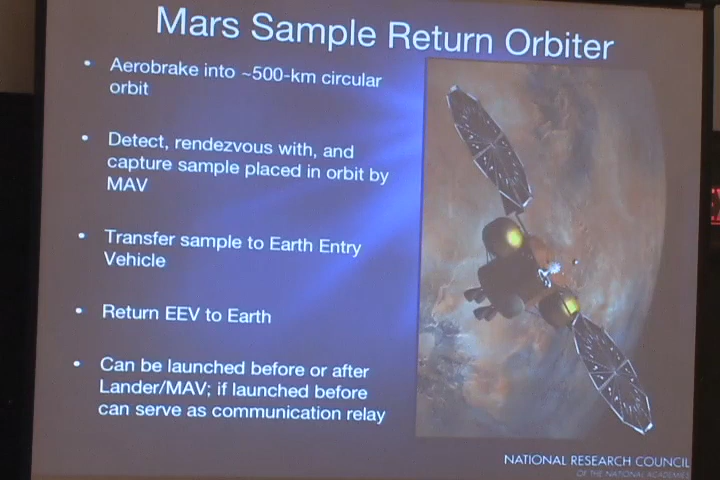 Mars Sample Return Orbiter
• Aerobrake into ~500-km circular
orbit
• Detect, rendezvous with, and
capture sample placed in orbit by
MAV
• Transfer sample to Earth Entry
Vehicle
• Return EEV to Earth
• Can be launched before or after
Lander/MAV; if launched before
can serve as communication relay
NATIONAL RESEARCH COUNCIL
OF THE NATIONAL ACADEMIES